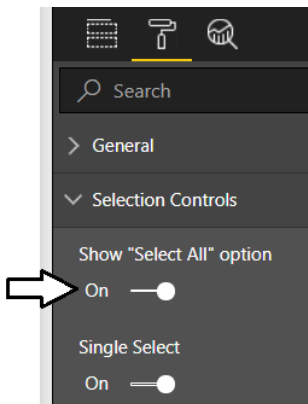 Search
General
Selection Controls
Show "Select All" option
On
Single Select
On